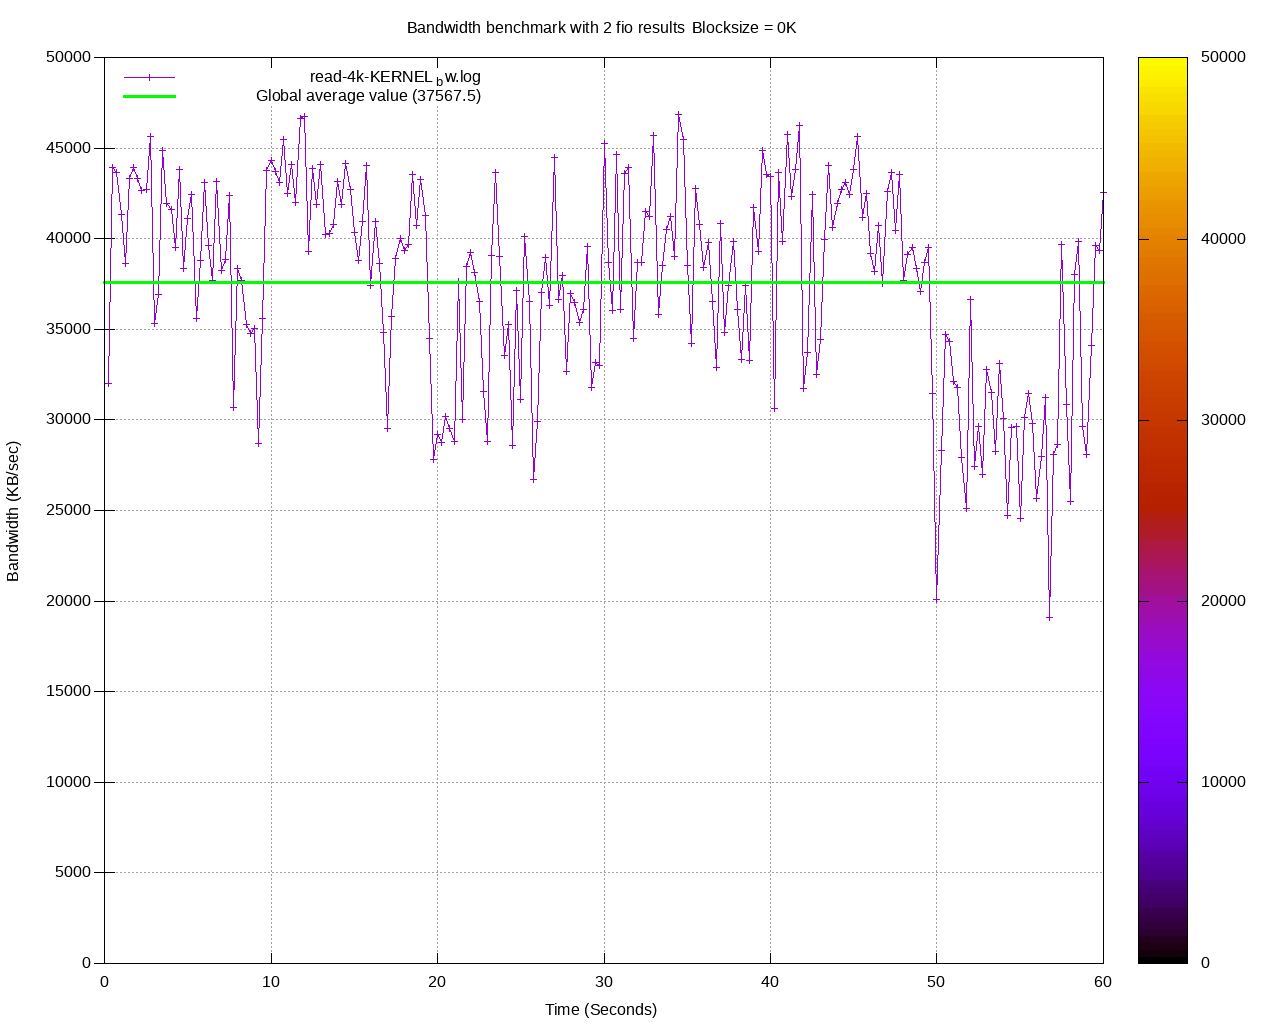 Bandwidth benchmark with 2 fio results Blocksize = 0K
read-4k-KERNEL_bw.log
Global average value (37567.5)
50000
45000
40000
35000
30000
25000
20000
15000
10000
5000
0
Bandwidth (KB/sec)
0 10 20 30 40 50 60
Time (Seconds)
50000
40000
30000
20000
10000
0